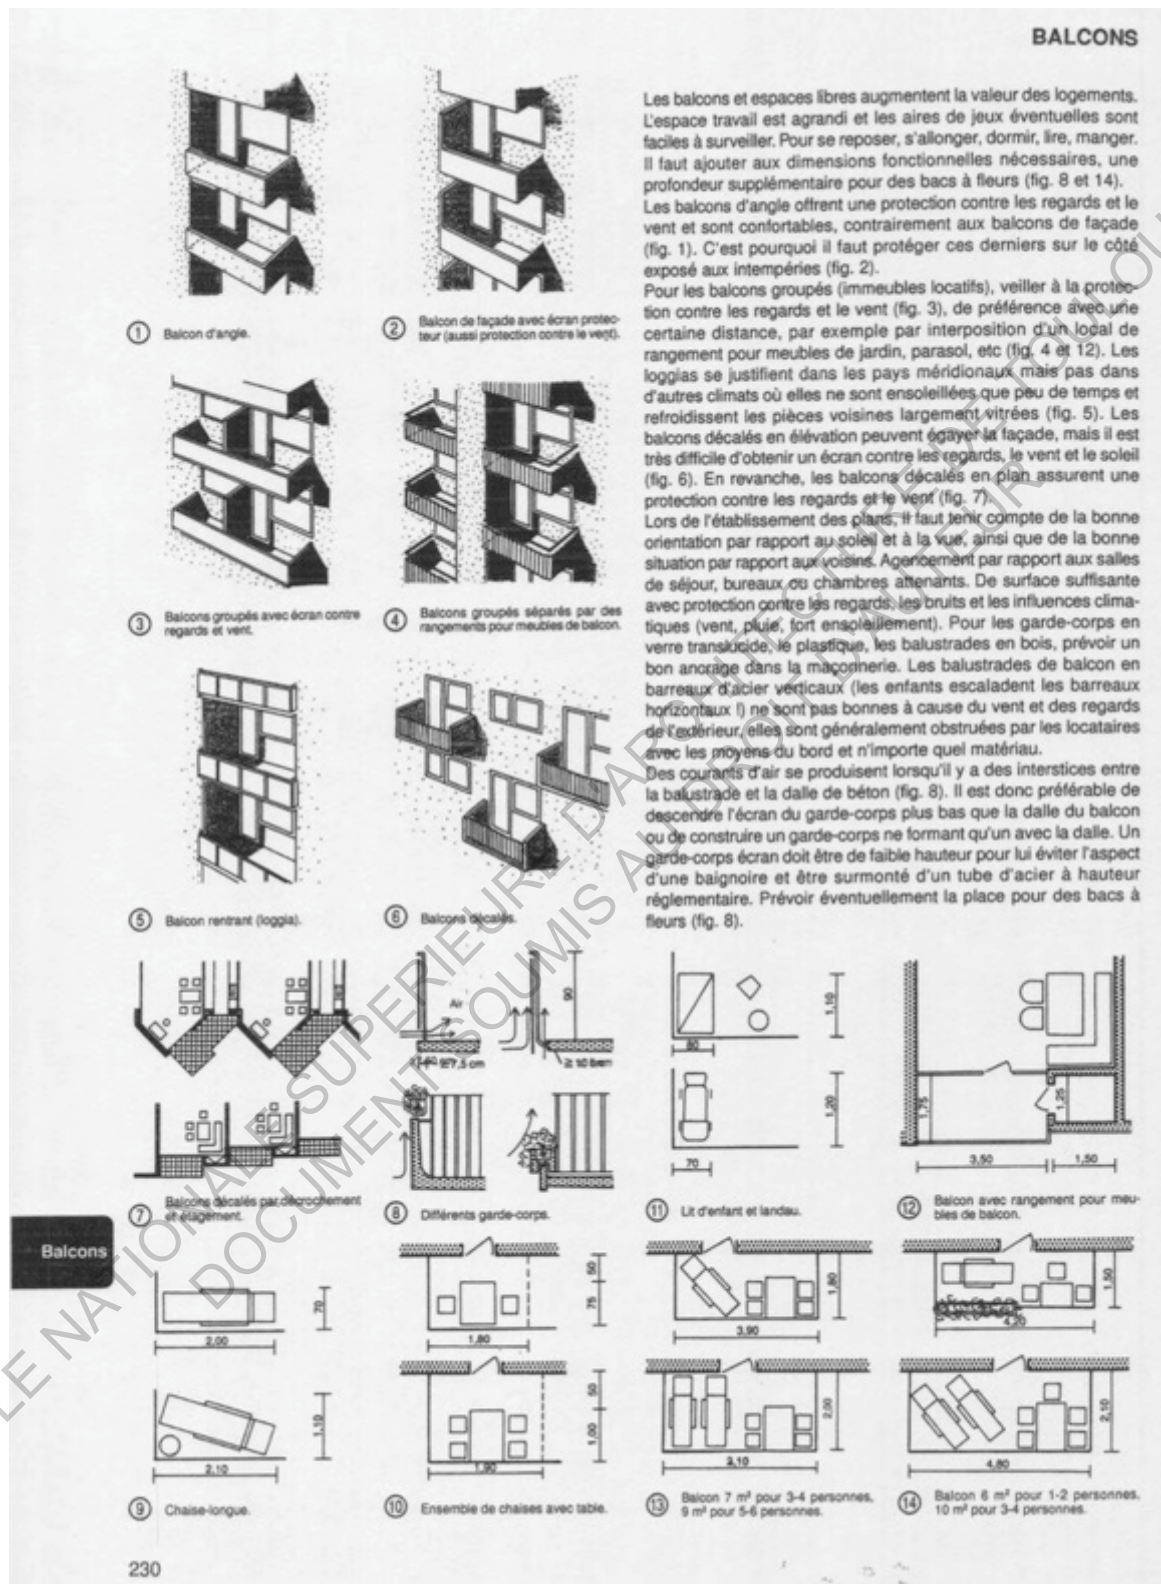 BALCONS
Les balcons et espaces libres augmentent la valeur des logements.
L'espace travail est agrandi et les aires de jeux éventuelles sont
faciles à surveiller. Pour se reposer, s'allonger, dormir, lire, manger.
Il faut ajouter aux dimensions fonctionnelles nécessaires, une
profondeur supplémentaire pour des bacs à fleurs (fig. 8 et 14).
Les balcons d'angle offrent une protection contre les regards et le
vent et sont confortables, contrairement aux balcons de façade
(fig. 1). C'est pourquoi il faut protéger ces derniers sur le côté
exposé aux intempéries (fig. 2).
Pour les balcons groupés (immeubles locatifs), veiller à la protec-
tion contre les regards et le vent (fig. 3), de préférence avec une
certaine distance, par exemple par interposition d'un local de
rangement pour meubles de jardin, parasol, etc (fig. 4 et 12). Les
loggias se justifient dans les pays méridionaux mais pas dans
d'autres climats où elles ne sont ensoleillées que peu de temps et
refroidissent les pièces voisines largement vitrées (fig. 5). Les
balcons décalés en élévation peuvent égayer la façade, mais il est
très difficile d'obtenir un écran contre les regards, le vent et le soleil
(fig. 6). En revanche, les balcons décalés en plan assurent une
protection contre les regards et le vent (fig. 7).
Lors de l'établissement des plans, il faut tenir compte de la bonne
orientation par rapport au soleil et à la vue, ainsi que de la bonne
situation par rapport aux voisins. Agencement par rapport aux salles
de séjour, bureaux ou chambres attenants. De surface suffisante
avec protection contre les regards, les bruits et les influences clima-
tiques (vent, pluie, fort ensoleillement). Pour les garde-corps en
verre translucide, le plastique, les balustrades en bois, prévoir un
bon ancrage dans la maçonnerie. Les balustrades de balcon en
barreaux d'acier verticaux (les enfants escaladent les barreaux
horizontaux !) ne sont pas bonnes à cause du vent et des regards
de l'extérieur, elles sont généralement obstruées par les locataires
avec les moyens du bord et n'importe quel matériau.
Des courants d'air se produisent lorsqu'il y a des interstices entre
la balustrade et la dalle de béton (fig. 8). Il est donc préférable de
descendre l'écran du garde-corps plus bas que la dalle du balcon
ou de construire un garde-corps ne formant qu'un avec la dalle. Un
garde-corps écran doit être de faible hauteur pour lui éviter l'aspect
d'une baignoire et être surmonté d'un tube d'acier à hauteur
réglementaire. Prévoir éventuellement la place pour des bacs à
fleurs (fig. 8).
1 Balcon d'angle.
2 Balcon de façade avec écran protec-
teur (aussi protection contre le vent).
3 Balcons groupés avec écran contre
regards et vent.
4 Balcons groupés séparés par des
rangements pour meubles de balcon.
5 Balcon rentrant (loggia).
6 Balcons décalés.
Air
90
≥ 7,5 cm
7 Balcons décalés par décrochement
et étagement.
8 Différents garde-corps.
80
1,10
70
1,20
11 Lit d'enfant et landau.
1,75
1,25
3,50
1,50
12 Balcon avec rangement pour meu-
bles de balcon.
Balcons
70
2,00
1,10
2,10
9 Chaise-longue.
50
75
1,80
50
1,00
1,90
10 Ensemble de chaises avec table.
1,80
3,90
2,00
3,10
13 Balcon 7 m² pour 3-4 personnes,
9 m² pour 5-6 personnes.
1,50
4,20
2,10
4,80
14 Balcon 6 m² pour 1-2 personnes,
10 m² pour 3-4 personnes.
230
LE NATIONALE SUPERIEURE D'ARCHITECTURE DE TOULOU
DOCUMENT SOUMIS AU DROIT D'AUTEUR